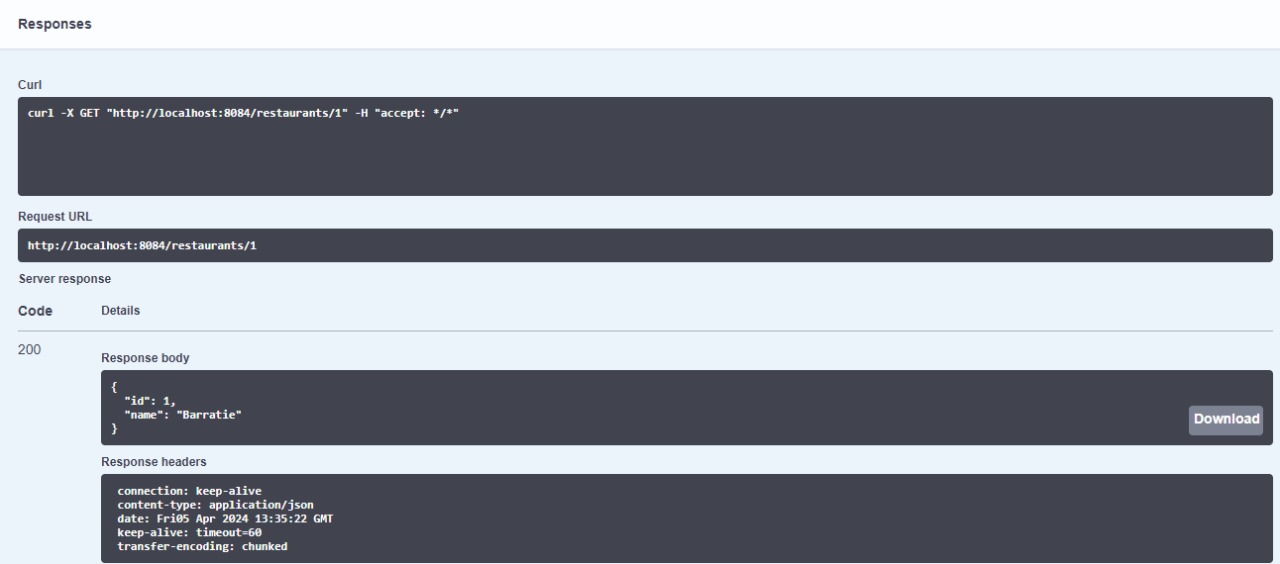 Responses
Curl
curl -X GET "http://localhost:8084/restaurants/1" -H "accept: */*"
Request URL
http://localhost:8084/restaurants/1
Server response
Code Details
200
Response body
{
  "id": 1,
  "name": "Barratie"
}
Download
Response headers
connection: keep-alive
content-type: application/json
date: Fri05 Apr 2024 13:35:22 GMT
keep-alive: timeout=60
transfer-encoding: chunked